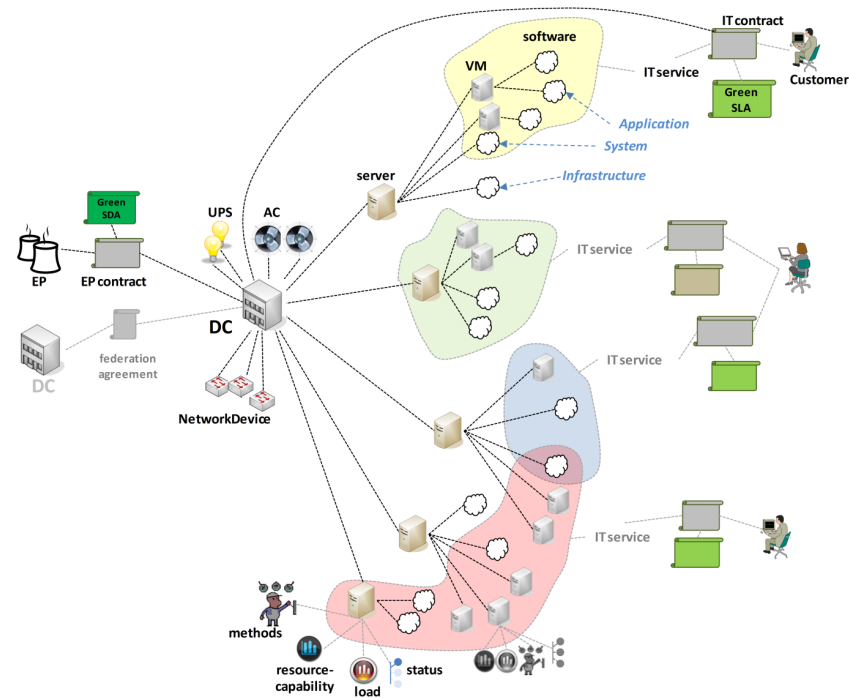 IT contract
software
VM
IT service
Customer
Green
SLA
Application
System
server
Infrastructure
Green
SDA
UPS
AC
EP
EP contract
IT service
DC
federation
agreement
DC
IT service
NetworkDevice
IT service
methods
resource-
capability
load
status